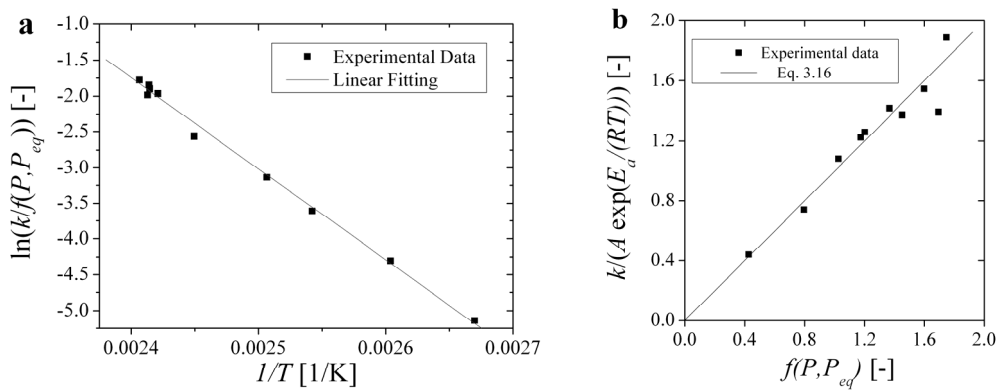 a
-1.0
-1.5
-2.0
-2.5
-3.0
-3.5
-4.0
-4.5
-5.0
ln(k/f(P,P_eq)) [-]
Experimental Data
Linear Fitting
0.0024 0.0025 0.0026 0.0027
1/T [1/K]
b
2.0
1.6
1.2
0.8
0.4
0.0
k/(A exp(E_a/(RT))) [-]
Experimental data
Eq. 3.16
0.0 0.4 0.8 1.2 1.6 2.0
f(P,P_eq) [-]